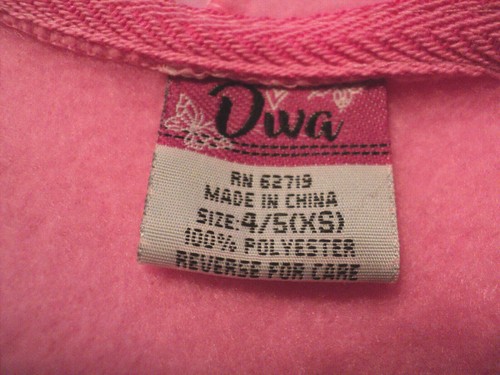 Diva
RN 62719
MADE IN CHINA
SIZE:4/5(XS)
100% POLYESTER
REVERSE FOR CARE